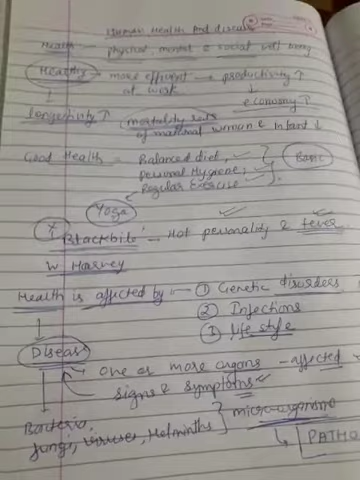 Human Health And disease
Health – physical mental & social well being
Healthy – more efficient → productivity ↑
at work
economy ↑
Longetivity ↑ mortality rate
of maternal woman & Infant ↓
Good Health = Balanced diet,
personal Hygiene,
Regular Exercise
Basic
Yoga
Blackbile – Hot personality & fever
W Harvey
Health is affected by :- ① Genetic disorders
② Infections
③ life style
Disease
one or more organs – affected
signs & symptoms
Bacteria,
fungi, viruses, Helminths } microorganisms
↳ PATHO